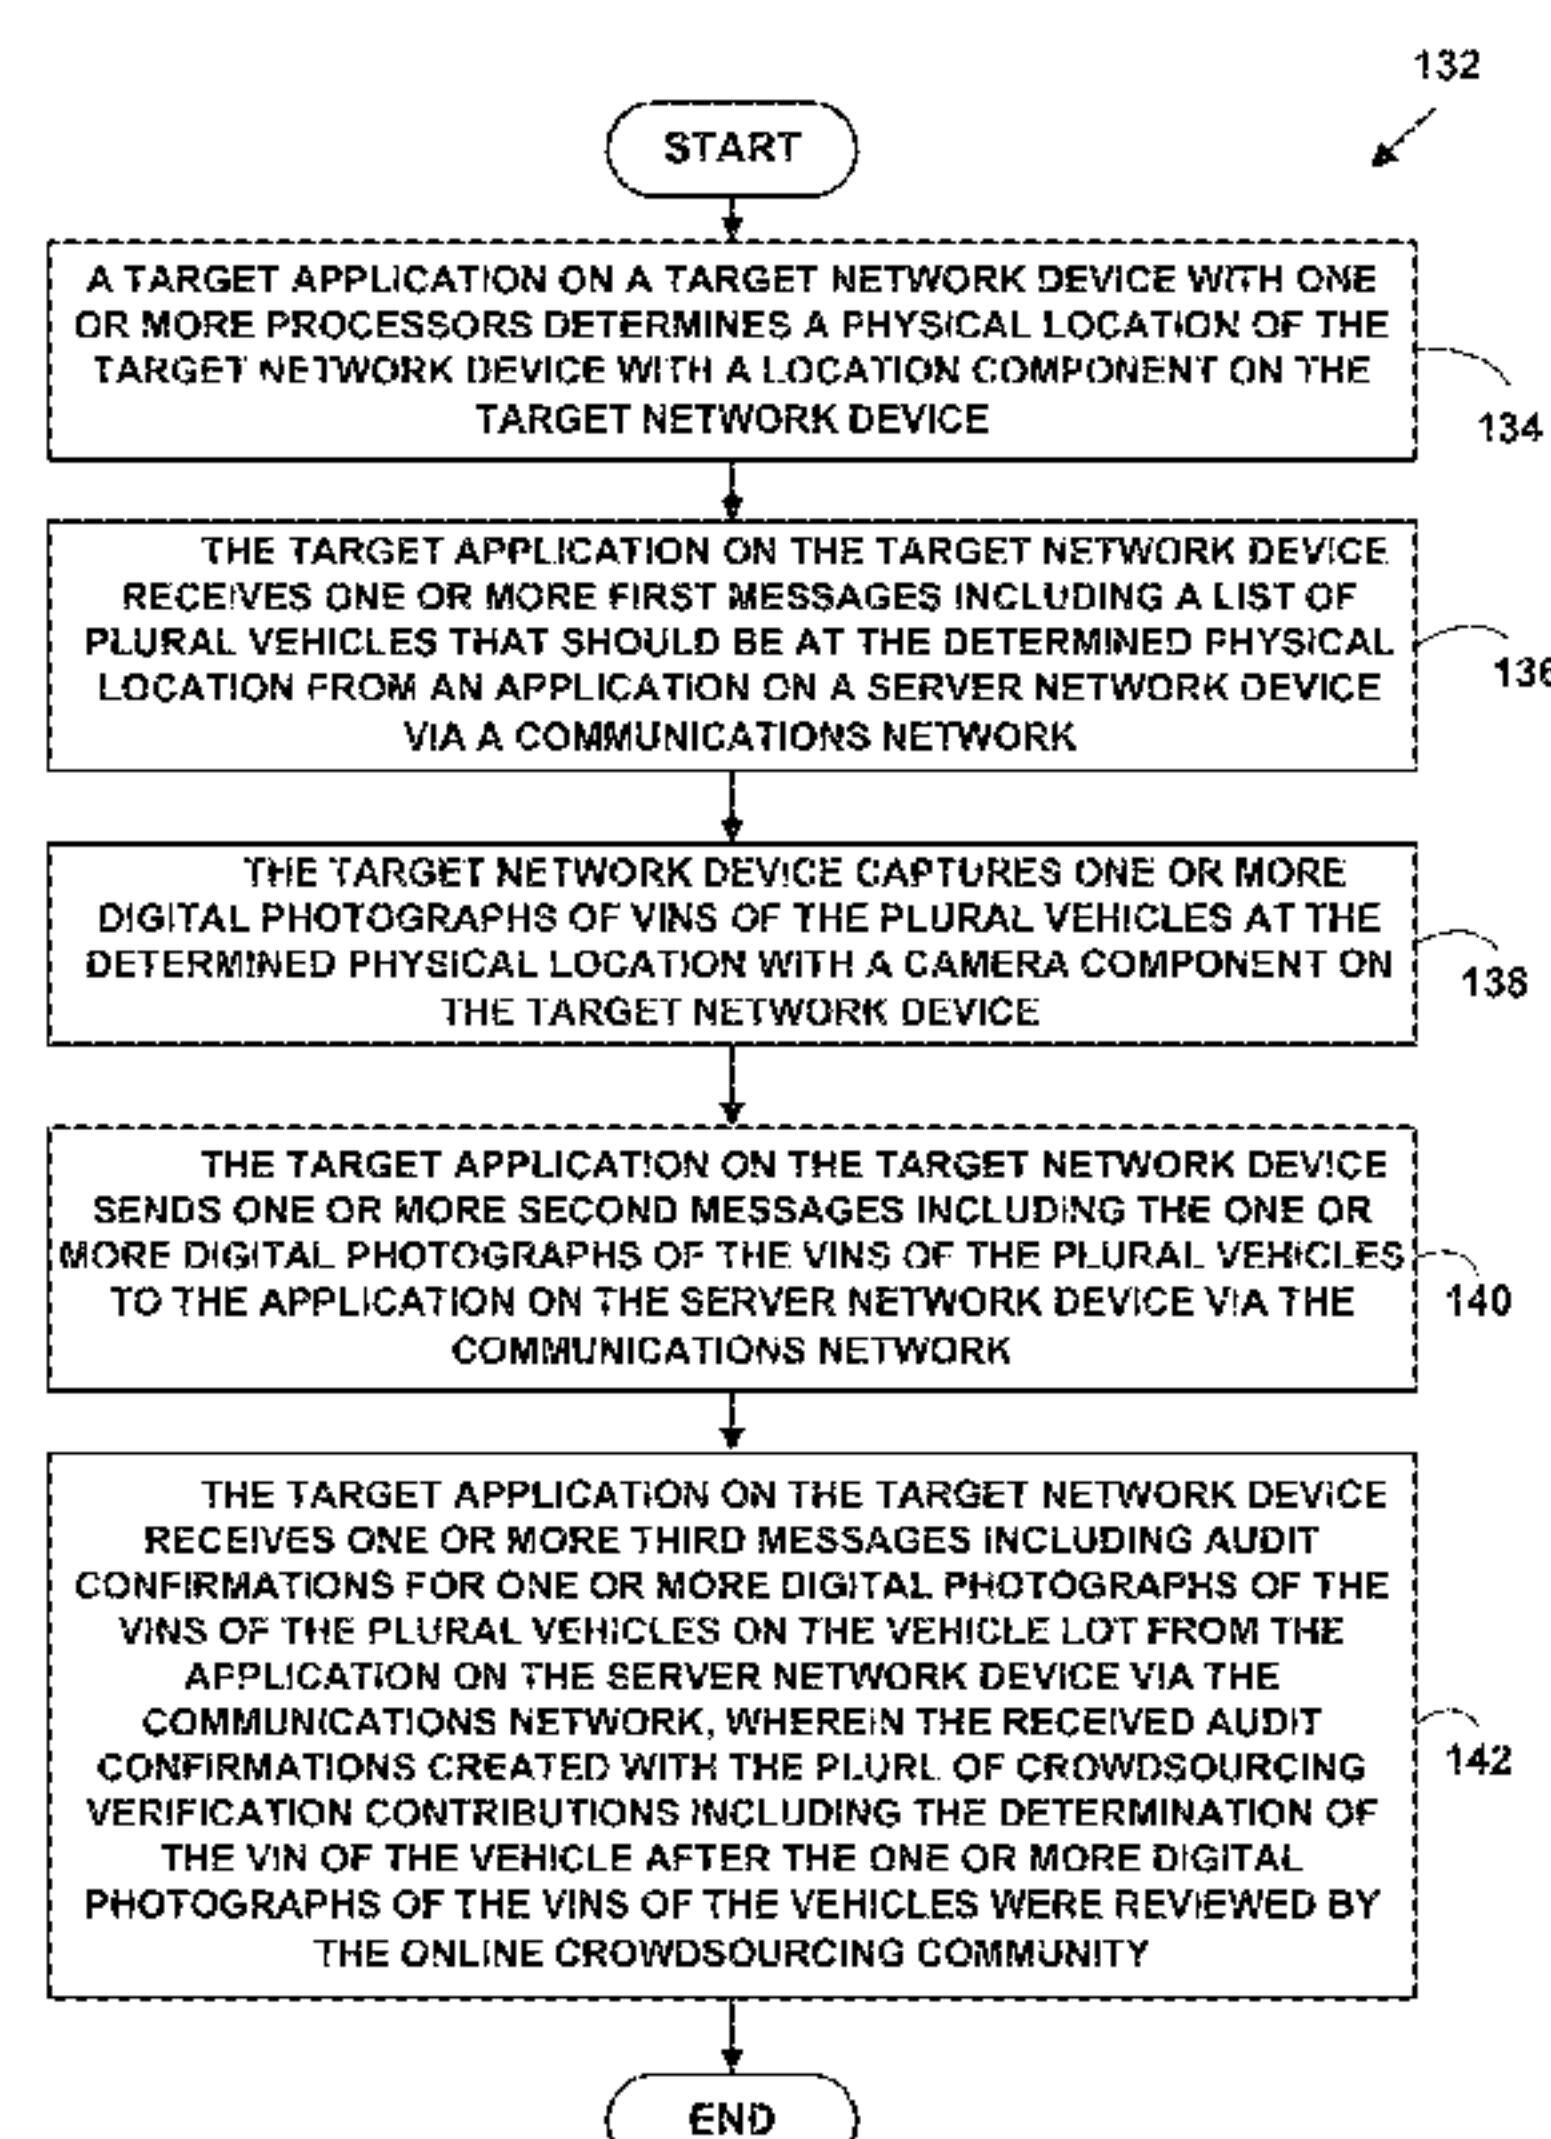 132
START
A TARGET APPLICATION ON A TARGET NETWORK DEVICE WITH ONE
OR MORE PROCESSORS DETERMINES A PHYSICAL LOCATION OF THE
TARGET NETWORK DEVICE WITH A LOCATION COMPONENT ON THE
TARGET NETWORK DEVICE
134
THE TARGET APPLICATION ON THE TARGET NETWORK DEVICE
RECEIVES ONE OR MORE FIRST MESSAGES INCLUDING A LIST OF
PLURAL VEHICLES THAT SHOULD BE AT THE DETERMINED PHYSICAL
LOCATION FROM AN APPLICATION ON A SERVER NETWORK DEVICE
VIA A COMMUNICATIONS NETWORK
136
THE TARGET NETWORK DEVICE CAPTURES ONE OR MORE
DIGITAL PHOTOGRAPHS OF VINS OF THE PLURAL VEHICLES AT THE
DETERMINED PHYSICAL LOCATION WITH A CAMERA COMPONENT ON
THE TARGET NETWORK DEVICE
138
THE TARGET APPLICATION ON THE TARGET NETWORK DEVICE
SENDS ONE OR MORE SECOND MESSAGES INCLUDING THE ONE OR
MORE DIGITAL PHOTOGRAPHS OF THE VINS OF THE PLURAL VEHICLES
TO THE APPLICATION ON THE SERVER NETWORK DEVICE VIA THE
COMMUNICATIONS NETWORK
140
THE TARGET APPLICATION ON THE TARGET NETWORK DEVICE
RECEIVES ONE OR MORE THIRD MESSAGES INCLUDING AUDIT
CONFIRMATIONS FOR ONE OR MORE DIGITAL PHOTOGRAPHS OF THE
VINS OF THE PLURAL VEHICLES ON THE VEHICLE LOT FROM THE
APPLICATION ON THE SERVER NETWORK DEVICE VIA THE
COMMUNICATIONS NETWORK, WHEREIN THE RECEIVED AUDIT
CONFIRMATIONS CREATED WITH THE PLURL OF CROWDSOURCING
VERIFICATION CONTRIBUTIONS INCLUDING THE DETERMINATION OF
THE VIN OF THE VEHICLE AFTER THE ONE OR MORE DIGITAL
PHOTOGRAPHS OF THE VINS OF THE VEHICLES WERE REVIEWED BY
THE ONLINE CROWDSOURCING COMMUNITY
142
END